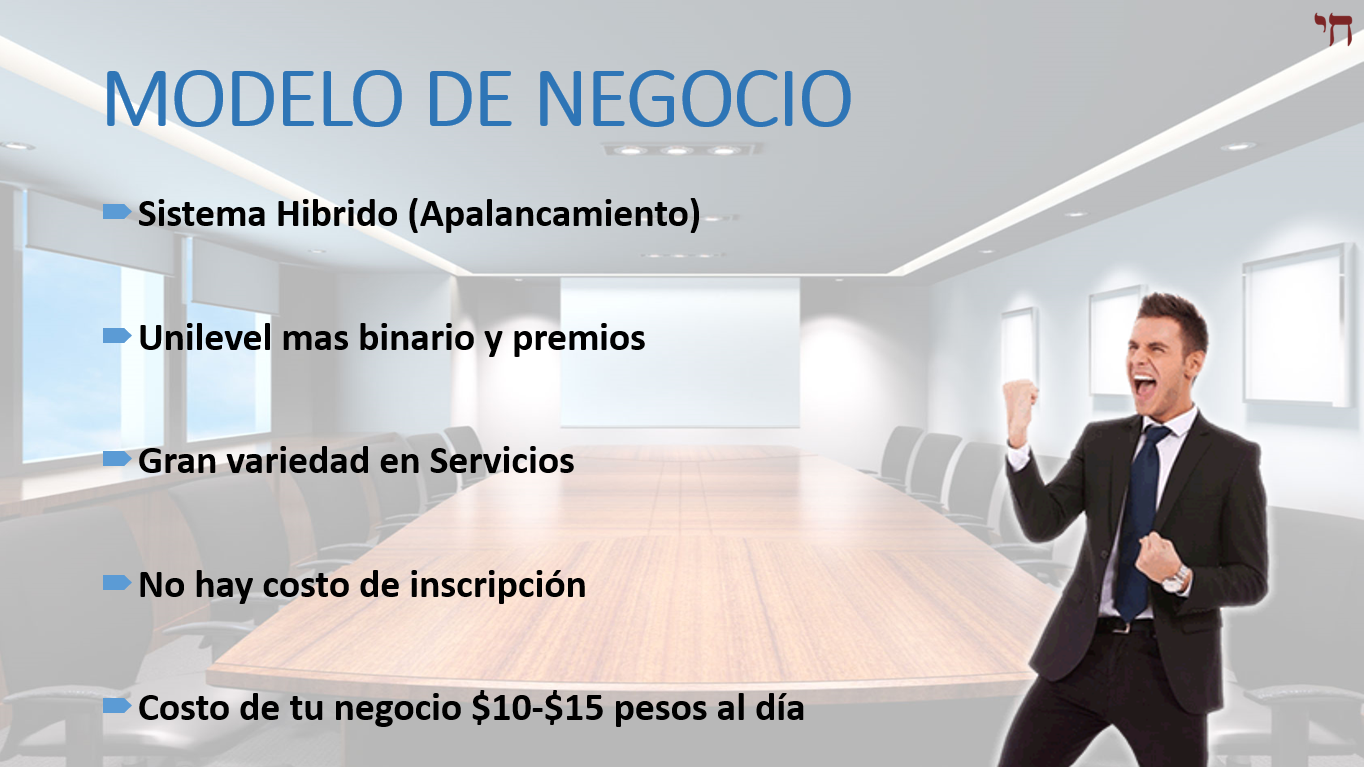 חי
MODELO DE NEGOCIO
Sistema Hibrido (Apalancamiento)
Unilevel mas binario y premios
Gran variedad en Servicios
No hay costo de inscripción
Costo de tu negocio $10-$15 pesos al día